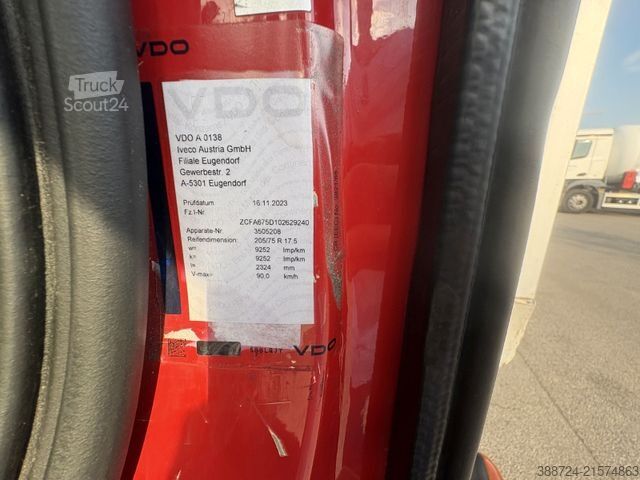 VDO
Truck
Scout24
VDO
VDO A 0138
Iveco Austria GmbH
Filiale Eugendorf
Gewerbestr. 2
A-5301 Eugendorf
Prüfdatum 16.11.2023
Fz.I-Nr.
ZCFA675D102629240
Apparate-Nr. 3505208
Reifendimension: 205/75 R 17.5
w= 9252 Imp/km
k= 9252 Imp/km
l= 2324 mm
V-max= 90,0 km/h
VDO
388724-21574863